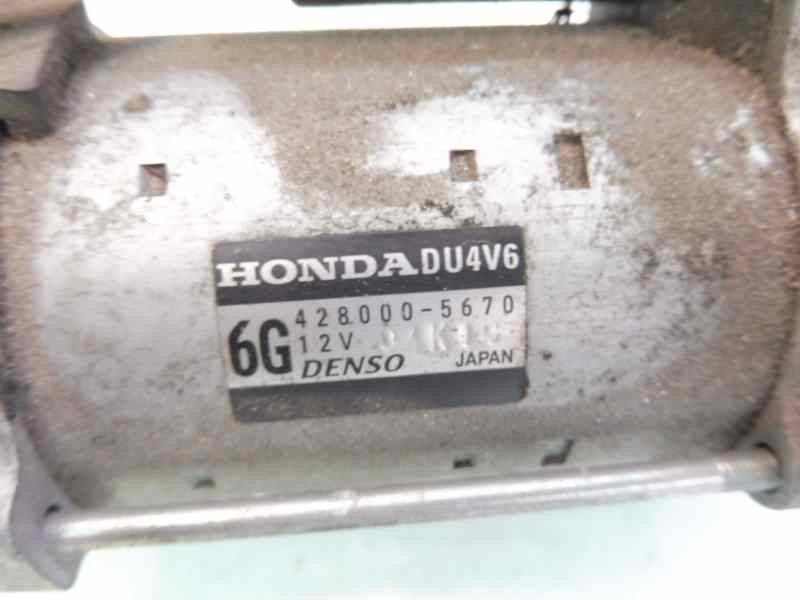 HONDA DU4V6
6G 428000-5670
12V
DENSO JAPAN